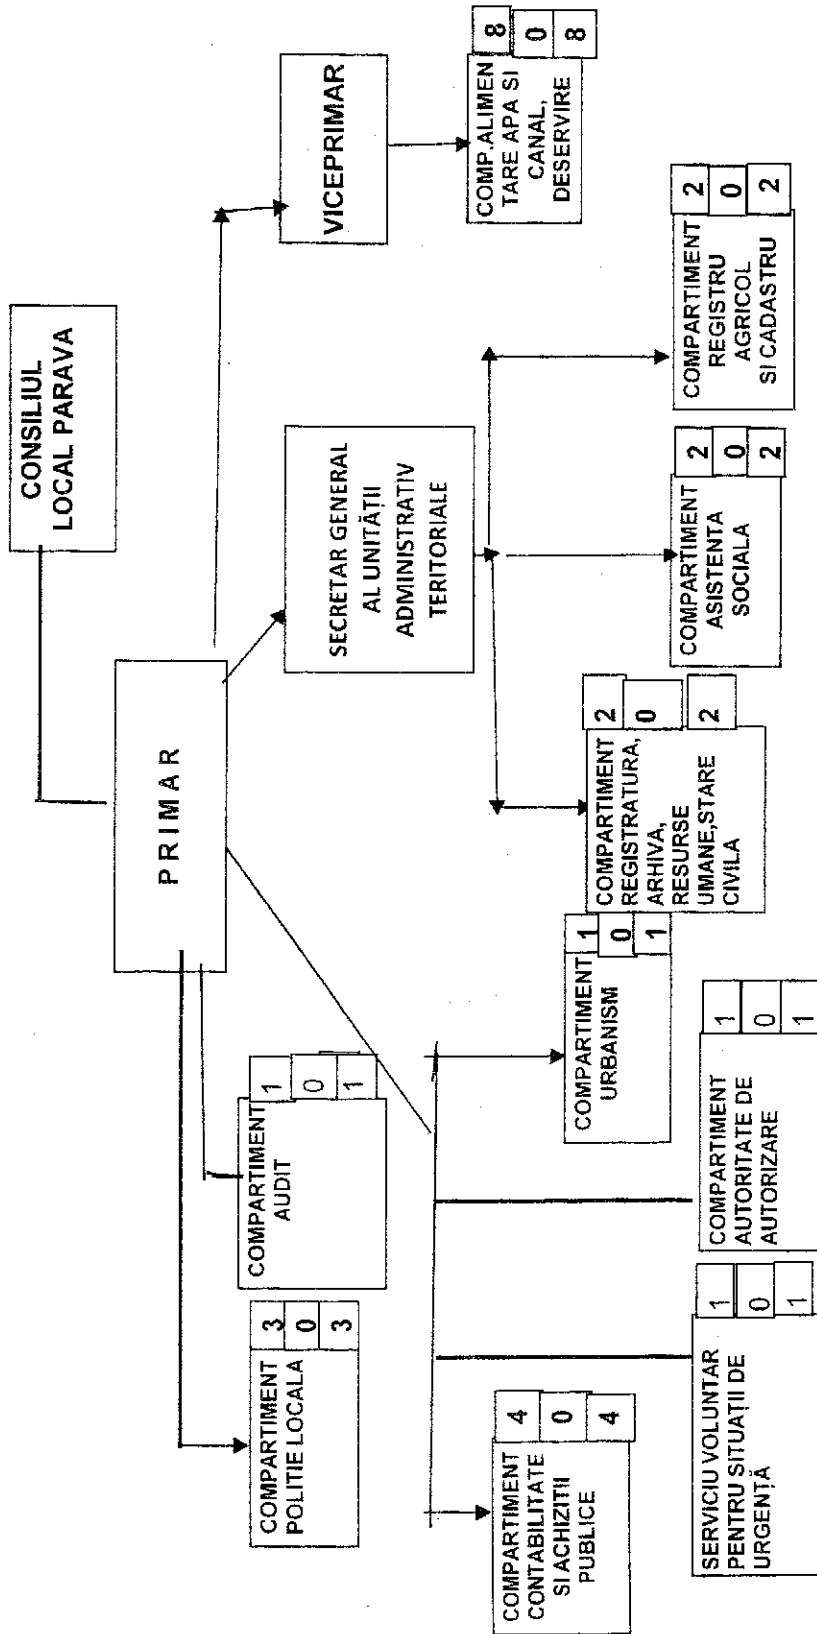 CONSILIUL
LOCAL PARAVA
PRIMAR
VICEPRIMAR
SECRETAR GENERAL
AL UNITĂȚII
ADMINISTRATIV
TERITORIALE
COMPARTIMENT
POLITIE LOCALA
3
0
3
COMPARTIMENT
AUDIT
1
0
1
COMP.ALIMEN
TARE APA SI
CANAL,
DESERVIRE
8
0
8
COMPARTIMENT
CONTABILITATE
SI ACHIZITII
PUBLICE
4
0
4
COMPARTIMENT
URBANISM
1
0
1
COMPARTIMENT
REGISTRATURA,
ARHIVA,
RESURSE
UMANE,STARE
CIVILA
2
0
2
COMPARTIMENT
ASISTENTA
SOCIALA
2
0
2
COMPARTIMENT
REGISTRU
AGRICOL
SI CADASTRU
2
0
2
SERVICIU VOLUNTAR
PENTRU SITUAȚII DE
URGENȚĂ
1
0
1
COMPARTIMENT
AUTORITATE DE
AUTORIZARE
1
0
1